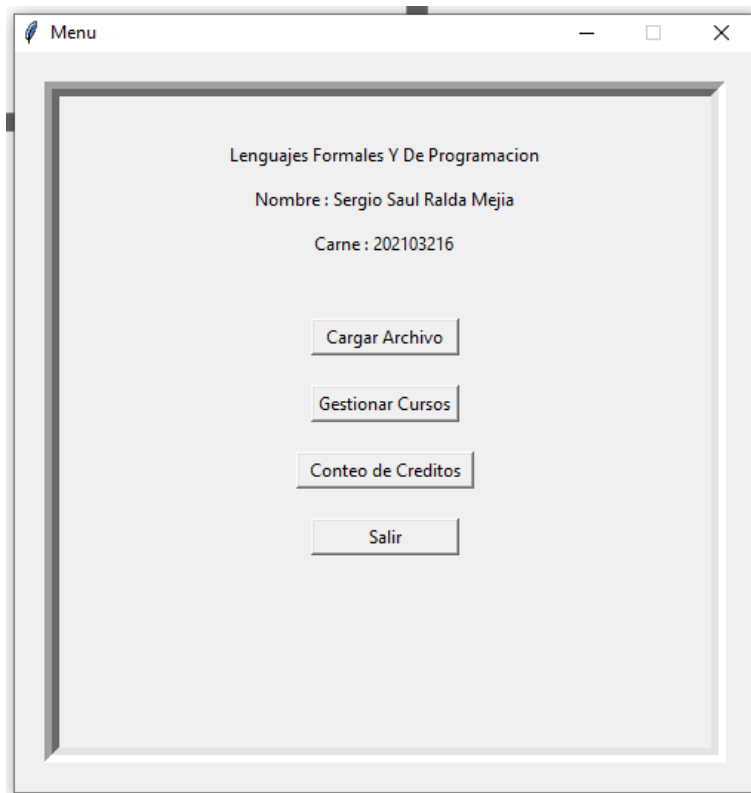 Menu
Lenguajes Formales Y De Programacion
Nombre : Sergio Saul Ralda Mejia
Carne : 202103216
Cargar Archivo
Gestionar Cursos
Conteo de Creditos
Salir